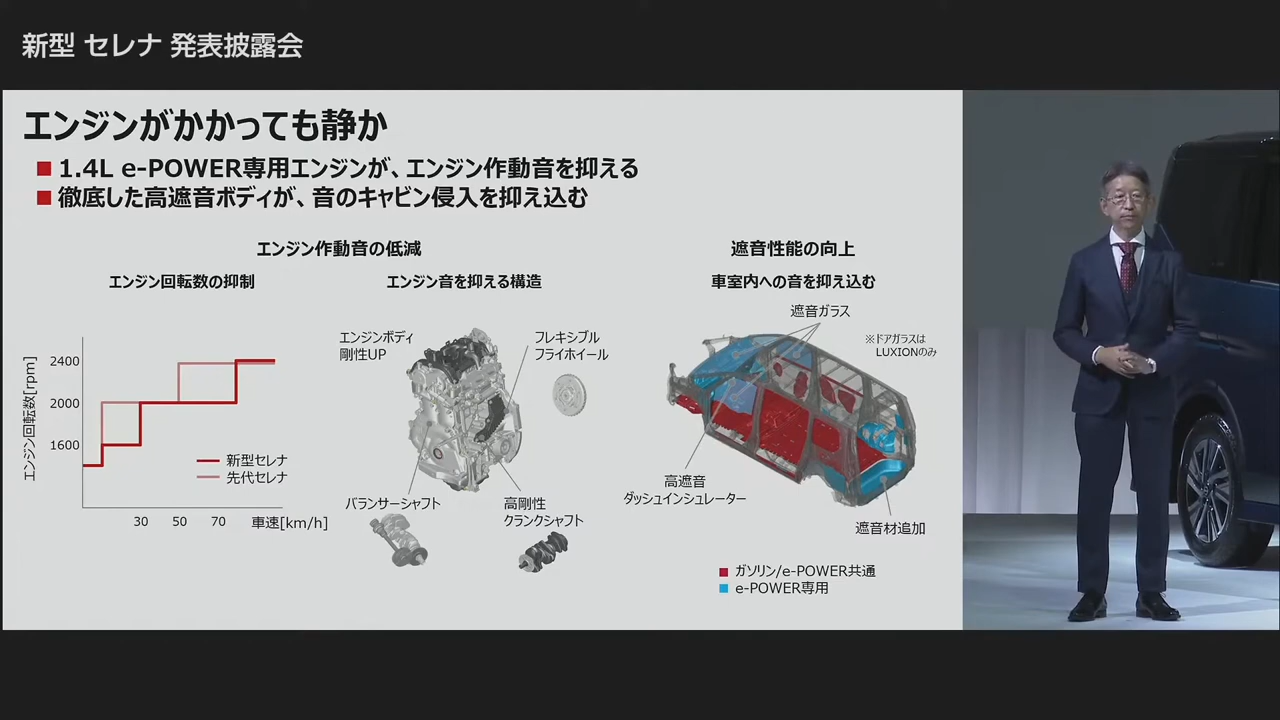 新型 セレナ 発表披露会
エンジンがかかっても静か
■ 1.4L e-POWER専用エンジンが、エンジン作動音を抑える
■ 徹底した高遮音ボディが、音のキャビン侵入を抑え込む
エンジン作動音の低減
エンジン回転数の抑制
エンジン回転数[rpm]
2400
2000
1600
新型セレナ
先代セレナ
30 50 70 車速[km/h]
エンジン音を抑える構造
エンジンボディ
剛性UP
フレキシブル
フライホイール
バランサーシャフト
高剛性
クランクシャフト
遮音性能の向上
車室内への音を抑え込む
遮音ガラス
※ドアガラスは
LUXIONのみ
高遮音
ダッシュインシュレーター
遮音材追加
ガソリン/e-POWER共通
e-POWER専用